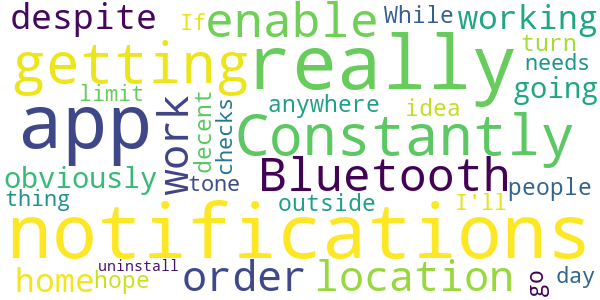 despite If enable While working
getting really turn
needs
limit going
app work decent checks anywhere idea
Constantly
obviously tone Bluetooth people
thing outside I'll
notifications
home uninstall hope order location go day